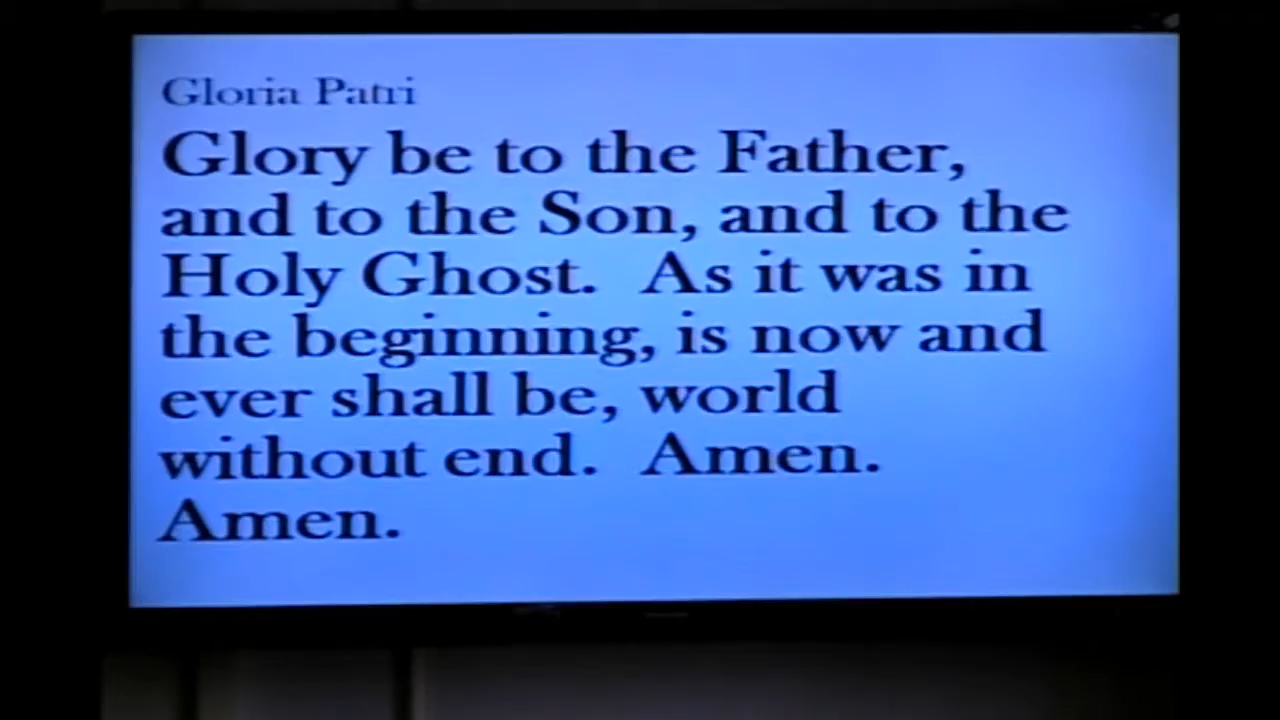 Gloria Patri
Glory be to the Father,
and to the Son, and to the
Holy Ghost.  As it was in
the beginning, is now and
ever shall be, world
without end.  Amen.
Amen.